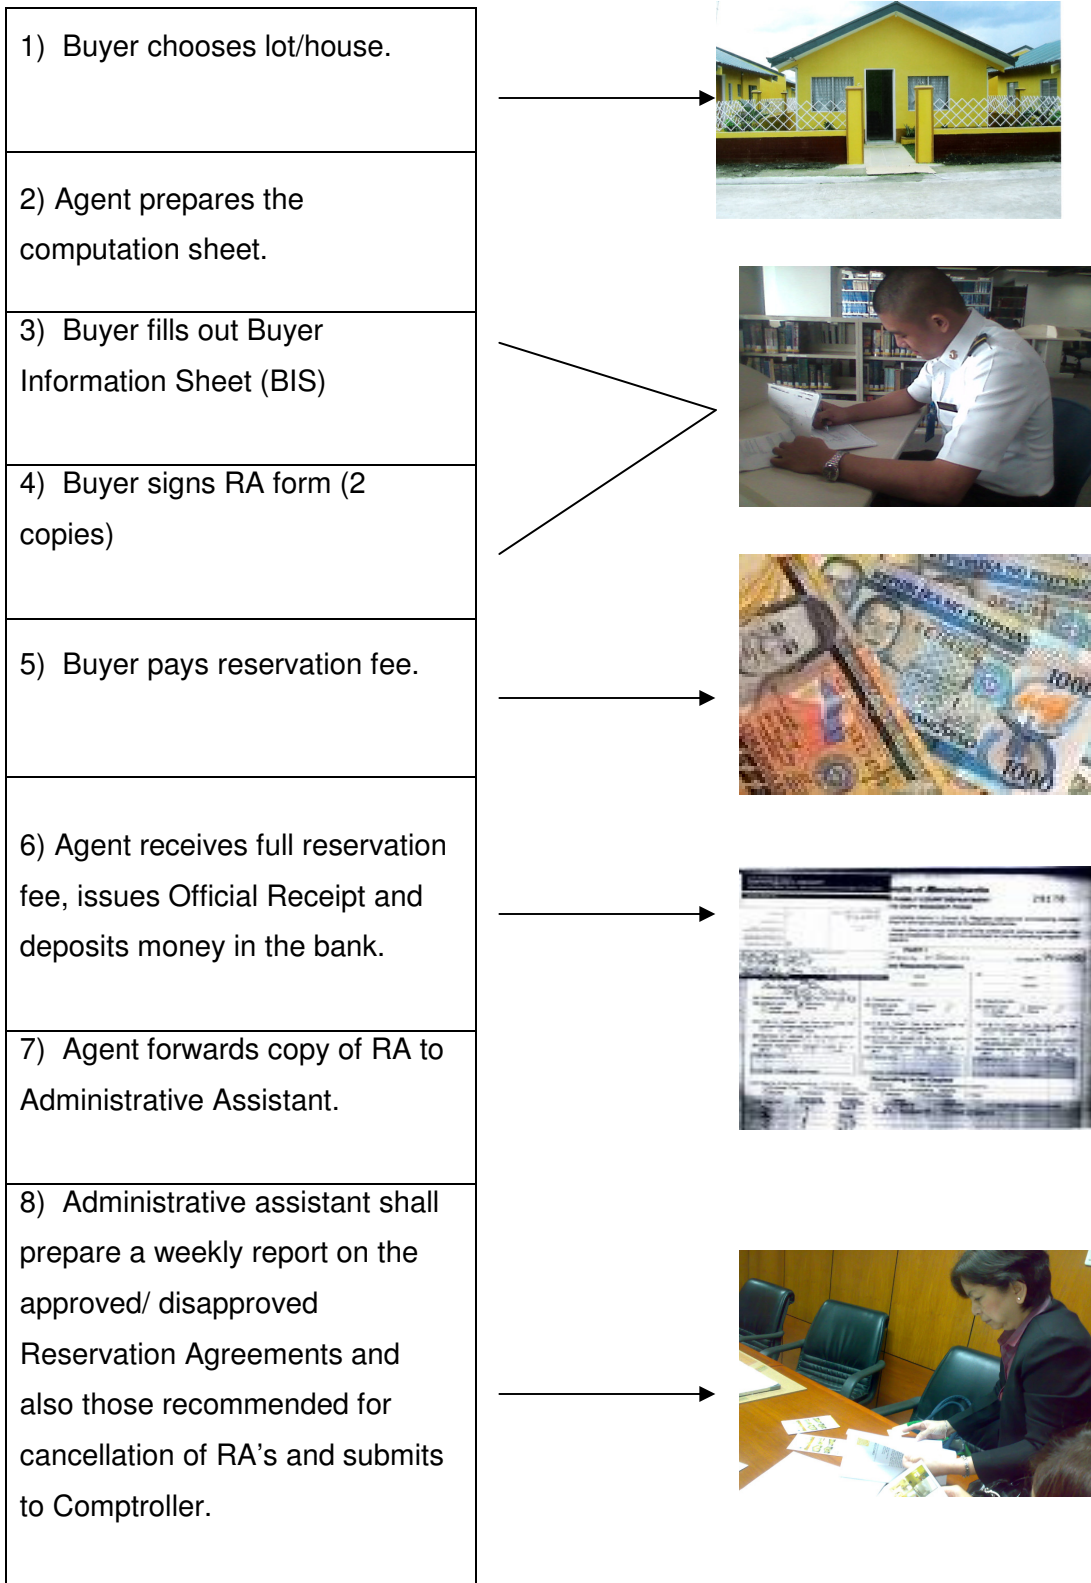 1)  Buyer chooses lot/house.
2) Agent prepares the
computation sheet.
3)  Buyer fills out Buyer
Information Sheet (BIS)
4)  Buyer signs RA form (2
copies)
5)  Buyer pays reservation fee.
6) Agent receives full reservation
fee, issues Official Receipt and
deposits money in the bank.
7)  Agent forwards copy of RA to
Administrative Assistant.
8)  Administrative assistant shall
prepare a weekly report on the
approved/ disapproved
Reservation Agreements and
also those recommended for
cancellation of RA's and submits
to Comptroller.
1000
1000